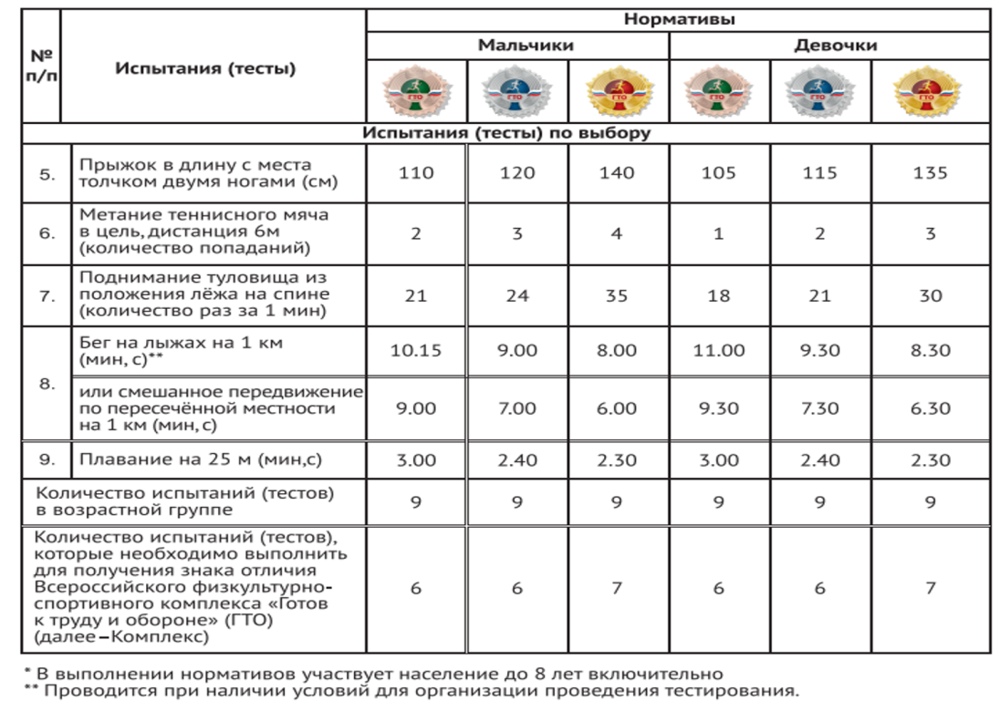 № п/п
Испытания (тесты)
Нормативы
Мальчики Девочки
ГТО ГТО ГТО ГТО ГТО ГТО
Испытания (тесты) по выбору
5. Прыжок в длину с места
толчком двумя ногами (см) 110 120 140 105 115 135
6. Метание теннисного мяча
в цель, дистанция 6м
(количество попаданий) 2 3 4 1 2 3
7. Поднимание туловища из
положения лёжа на спине
(количество раз за 1 мин) 21 24 35 18 21 30
8. Бег на лыжах на 1 км
(мин, с)** 10.15 9.00 8.00 11.00 9.30 8.30
или смешанное передвижение
по пересечённой местности
на 1 км (мин, с) 9.00 7.00 6.00 9.30 7.30 6.30
9. Плавание на 25 м (мин,с) 3.00 2.40 2.30 3.00 2.40 2.30
Количество испытаний (тестов)
в возрастной группе 9 9 9 9 9 9
Количество испытаний (тестов),
которые необходимо выполнить
для получения знака отличия
Всероссийского физкультурно-
спортивного комплекса «Готов
к труду и обороне» (ГТО)
(далее–Комплекс) 6 6 7 6 6 7
* В выполнении нормативов участвует население до 8 лет включительно
** Проводится при наличии условий для организации проведения тестирования.